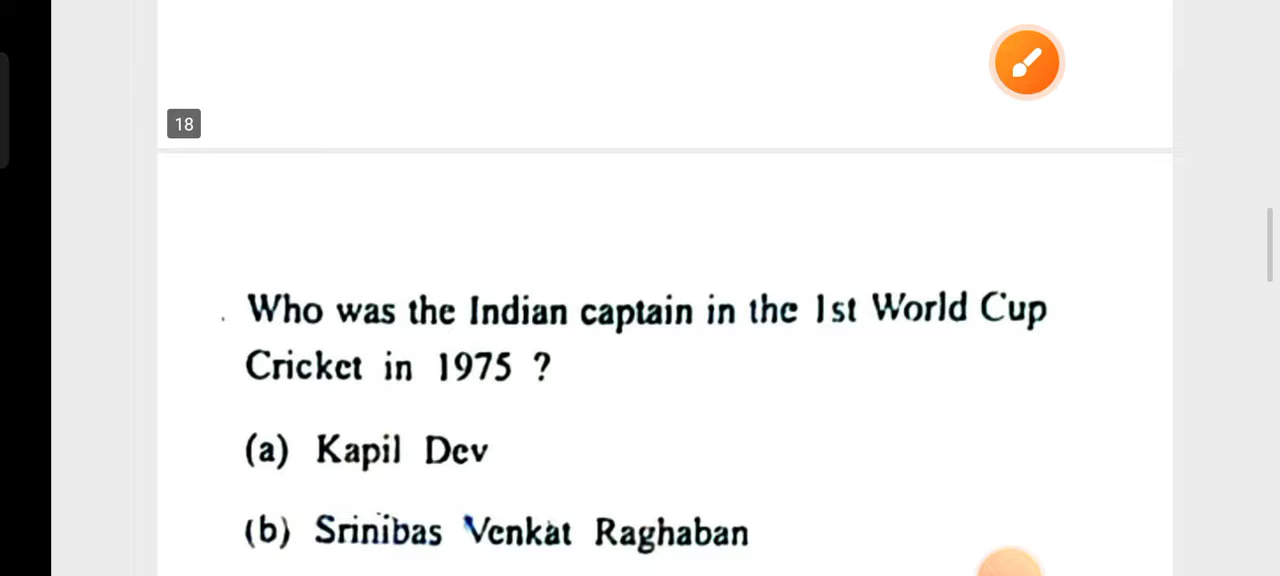 18
Who was the Indian captain in the 1st World Cup
Cricket in 1975 ?
(a) Kapil Dev
(b) Srinibas Venkat Raghaban